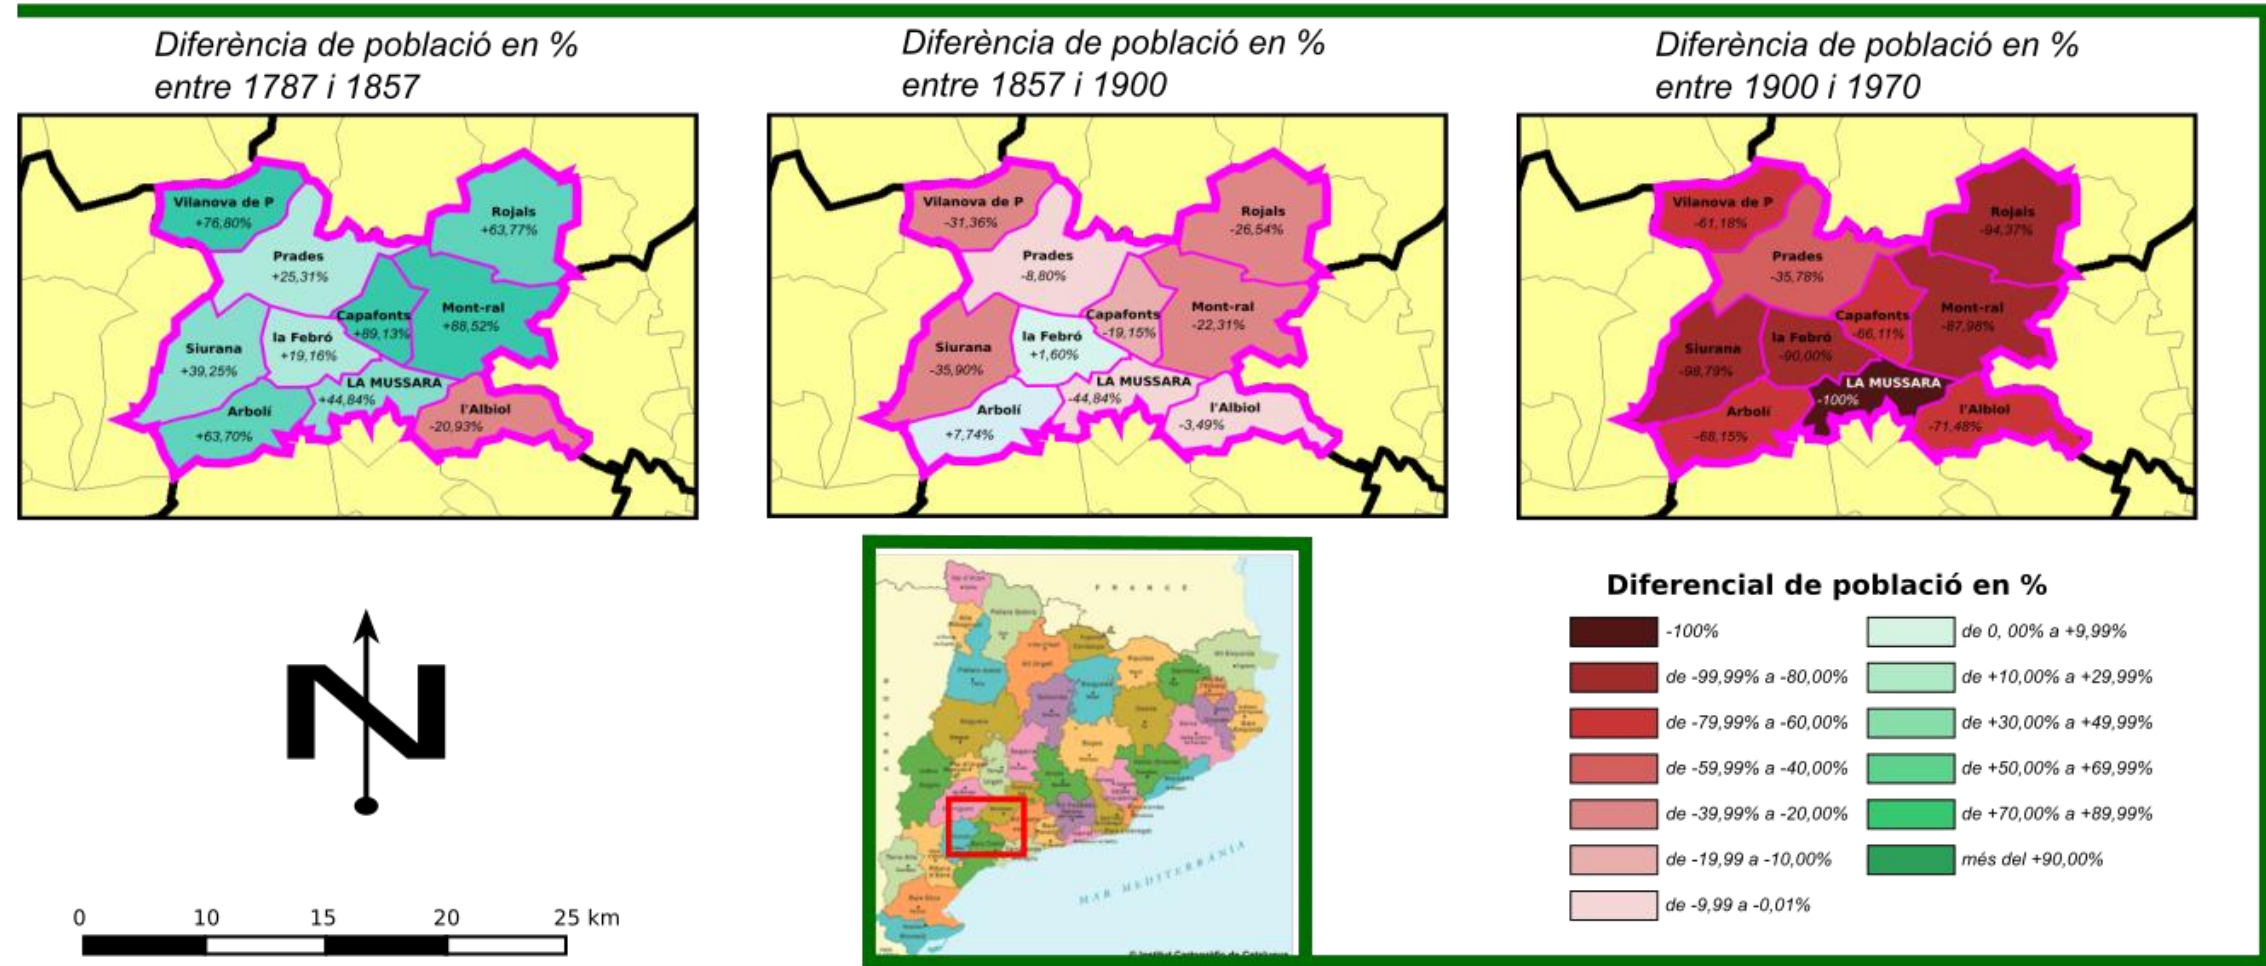 Diferència de població en %
entre 1787 i 1857
Diferència de població en %
entre 1857 i 1900
Diferència de població en %
entre 1900 i 1970
Vilanova de P
+76,80%
Rojals
+63,77%
Prades
+25,31%
Capafonts
+89,13%
Mont-ral
+88,52%
la Febró
+19,16%
Siurana
+39,25%
LA MUSSARA
+44,84%
Arbolí
+63,70%
l'Albiol
-20,93%
Vilanova de P
-31,36%
Rojals
-26,54%
Prades
-8,80%
Capafonts
-19,15%
Mont-ral
-22,31%
la Febró
+1,60%
Siurana
-35,90%
LA MUSSARA
-44,84%
Arbolí
+7,74%
l'Albiol
-3,49%
Vilanova de P
-61,18%
Rojals
-94,37%
Prades
-35,78%
Capafonts
-66,11%
Mont-ral
-87,98%
la Febró
-90,00%
Siurana
-98,79%
LA MUSSARA
-100%
Arbolí
-68,15%
l'Albiol
-71,48%
N
0 10 15 20 25 km
FRANCE
MAR MEDITERRÀNIA
© Institut Cartogràfic de Catalunya
Diferencial de població en %
-100%
de -99,99% a -80,00%
de -79,99% a -60,00%
de -59,99% a -40,00%
de -39,99% a -20,00%
de -19,99 a -10,00%
de -9,99 a -0,01%
de 0, 00% a +9,99%
de +10,00% a +29,99%
de +30,00% a +49,99%
de +50,00% a +69,99%
de +70,00% a +89,99%
més del +90,00%